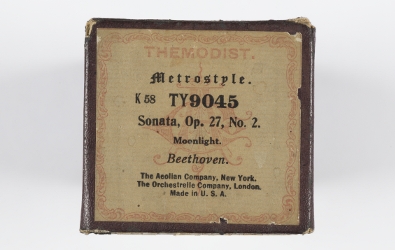 THEMODIST.
Metrostyle.
K 58 TY9045
Sonata, Op. 27, No. 2.
Moonlight.
Beethoven.
The Aeolian Company, New York.
The Orchestrelle Company, London.
Made in U. S. A.